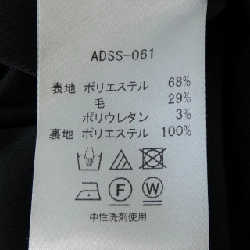 ADSS-061
表地 ポリエステル 68%
毛 29%
ポリウレタン 3%
裏地 ポリエステル 100%
F W
中性洗剤使用